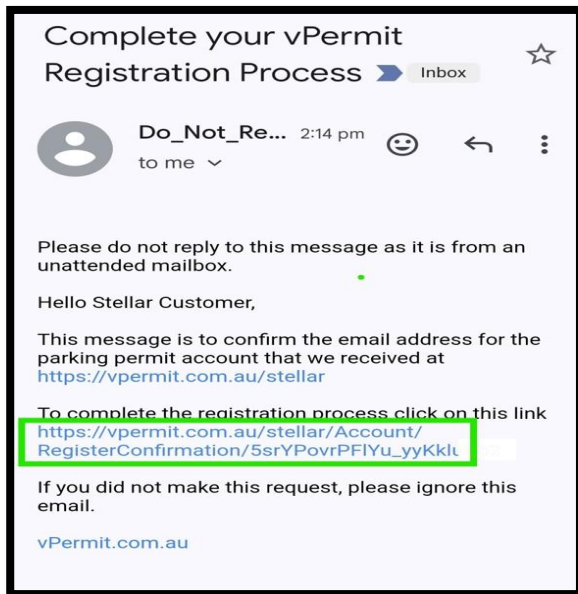 Complete your vPermit
Registration Process Inbox
Do_Not_Re... 2:14 pm
to me
Please do not reply to this message as it is from an
unattended mailbox.
Hello Stellar Customer,
This message is to confirm the email address for the
parking permit account that we received at
https://vpermit.com.au/stellar
To complete the registration process click on this link
https://vpermit.com.au/stellar/Account/
If you did not make this request, please ignore this
email.
vPermit.com.au